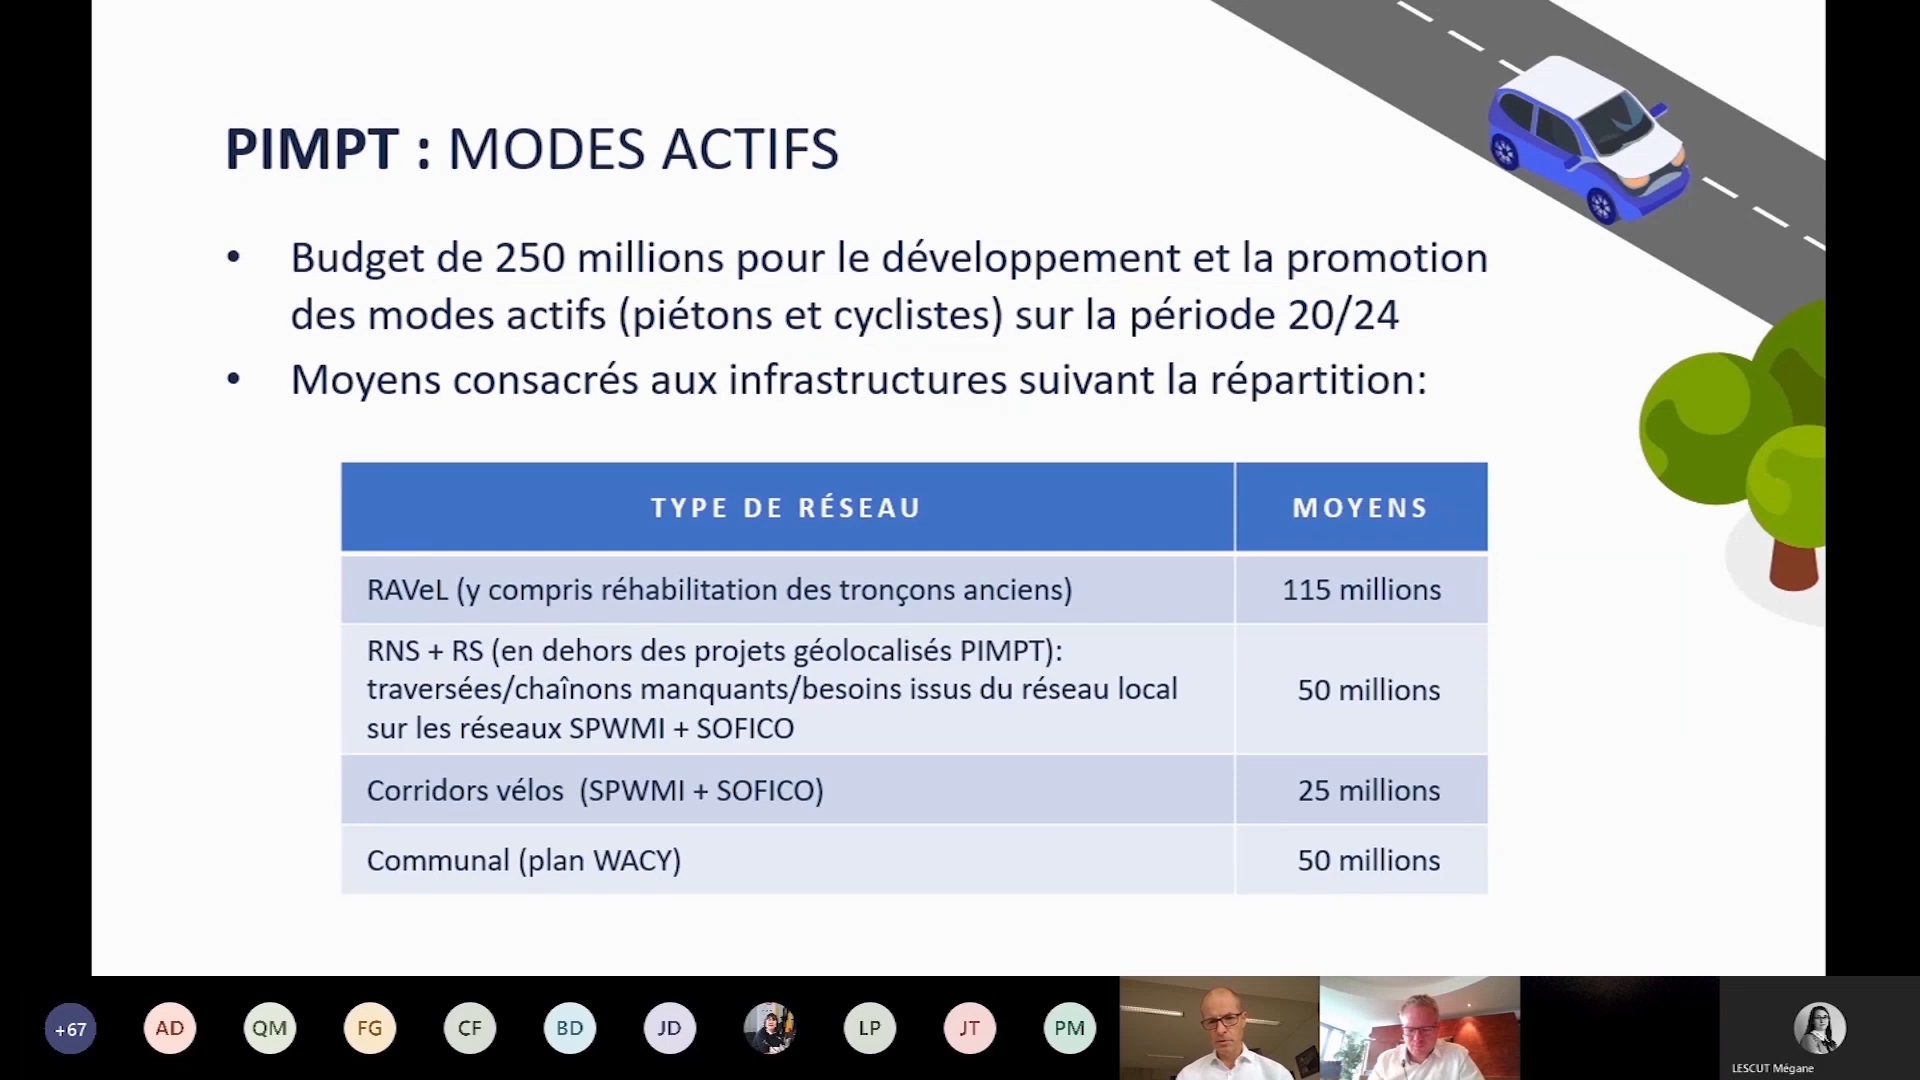 PIMPT : MODES ACTIFS
• Budget de 250 millions pour le développement et la promotion
des modes actifs (piétons et cyclistes) sur la période 20/24
• Moyens consacrés aux infrastructures suivant la répartition:
TYPE DE RÉSEAU
MOYENS
RAVeL (y compris réhabilitation des tronçons anciens)
115 millions
RNS + RS (en dehors des projets géolocalisés PIMPT):
traversées/chaînons manquants/besoins issus du réseau local
sur les réseaux SPWMI + SOFICO
50 millions
Corridors vélos (SPWMI + SOFICO)
25 millions
Communal (plan WACY)
50 millions
+67
AD
QM
FG
CF
BD
JD
LP
JT
PM
LESCUT Mégane